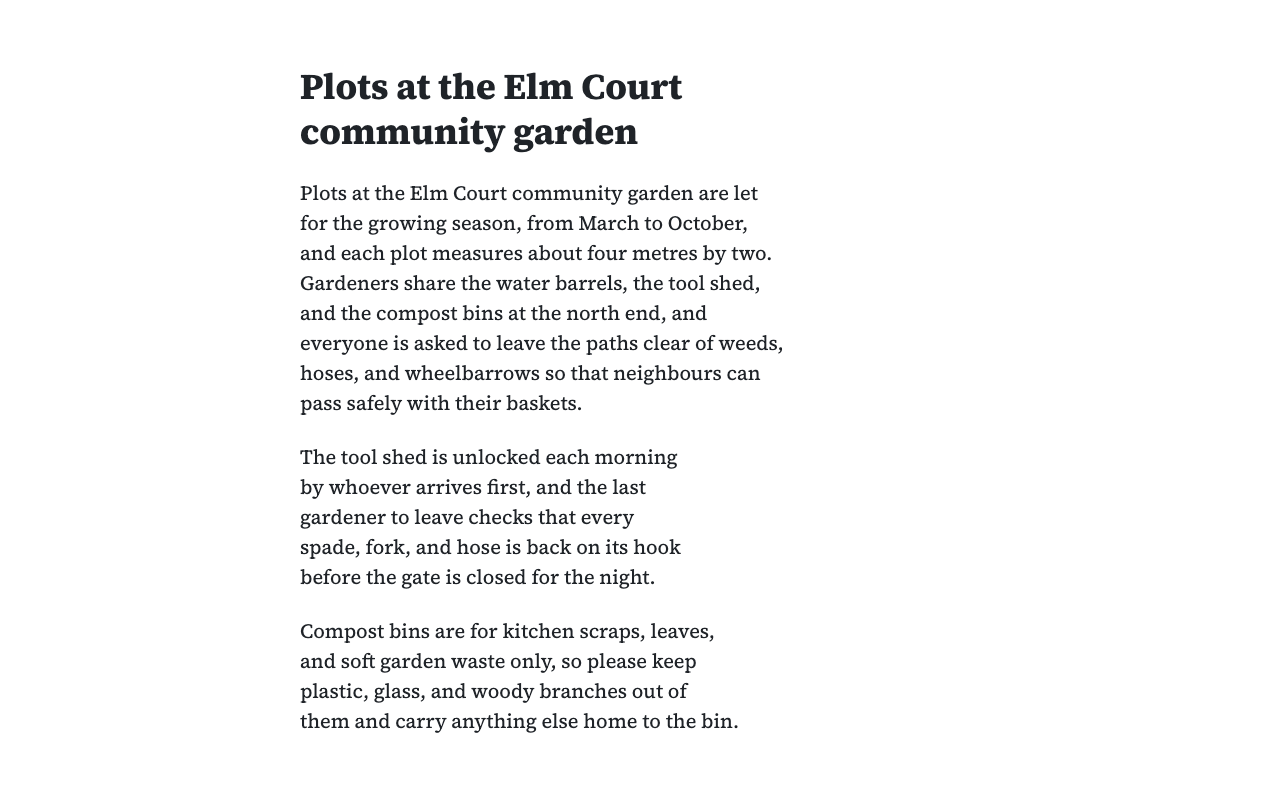 Plots at the Elm Court
community garden
Plots at the Elm Court community garden are let
for the growing season, from March to October,
and each plot measures about four metres by two.
Gardeners share the water barrels, the tool shed,
and the compost bins at the north end, and
everyone is asked to leave the paths clear of weeds,
hoses, and wheelbarrows so that neighbours can
pass safely with their baskets.
The tool shed is unlocked each morning
by whoever arrives first, and the last
gardener to leave checks that every
spade, fork, and hose is back on its hook
before the gate is closed for the night.
Compost bins are for kitchen scraps, leaves,
and soft garden waste only, so please keep
plastic, glass, and woody branches out of
them and carry anything else home to the bin.